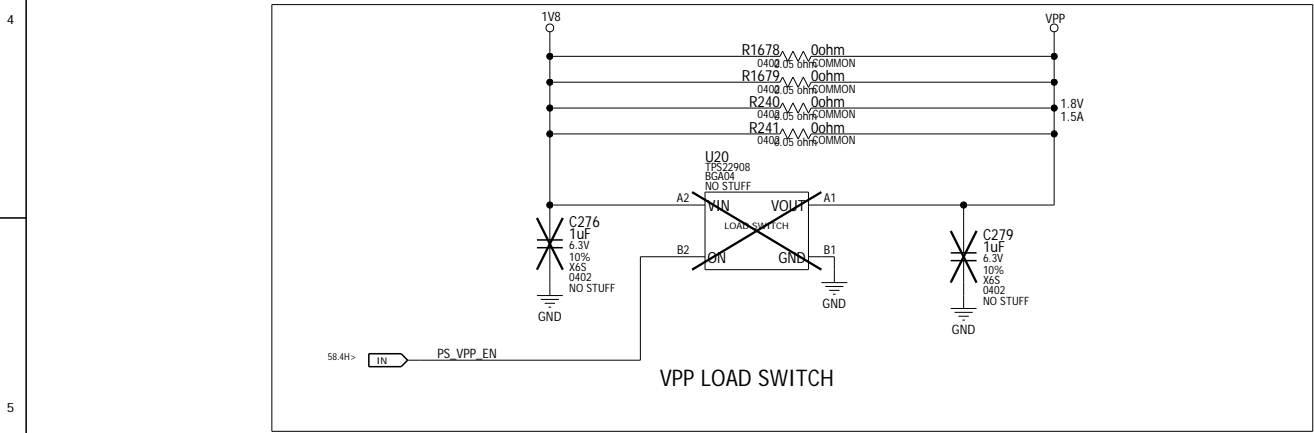 4
1V8
VPP
R1678 0ohm
0402 0.05 ohm COMMON
R1679 0ohm
0402 0.05 ohm COMMON
R240 0ohm
0402 0.05 ohm COMMON
1.8V
R241 0ohm
1.5A
0402 0.05 ohm COMMON
U20
TPS22908
BGA04
NO STUFF
A2 VIN VOUT A1
LOAD SWITCH
B2 ON GND B1
C276
1uF
6.3V
10%
X6S
0402
NO STUFF
GND
GND
C279
1uF
6.3V
10%
X6S
0402
NO STUFF
GND
58.4H> IN PS_VPP_EN
VPP LOAD SWITCH
5